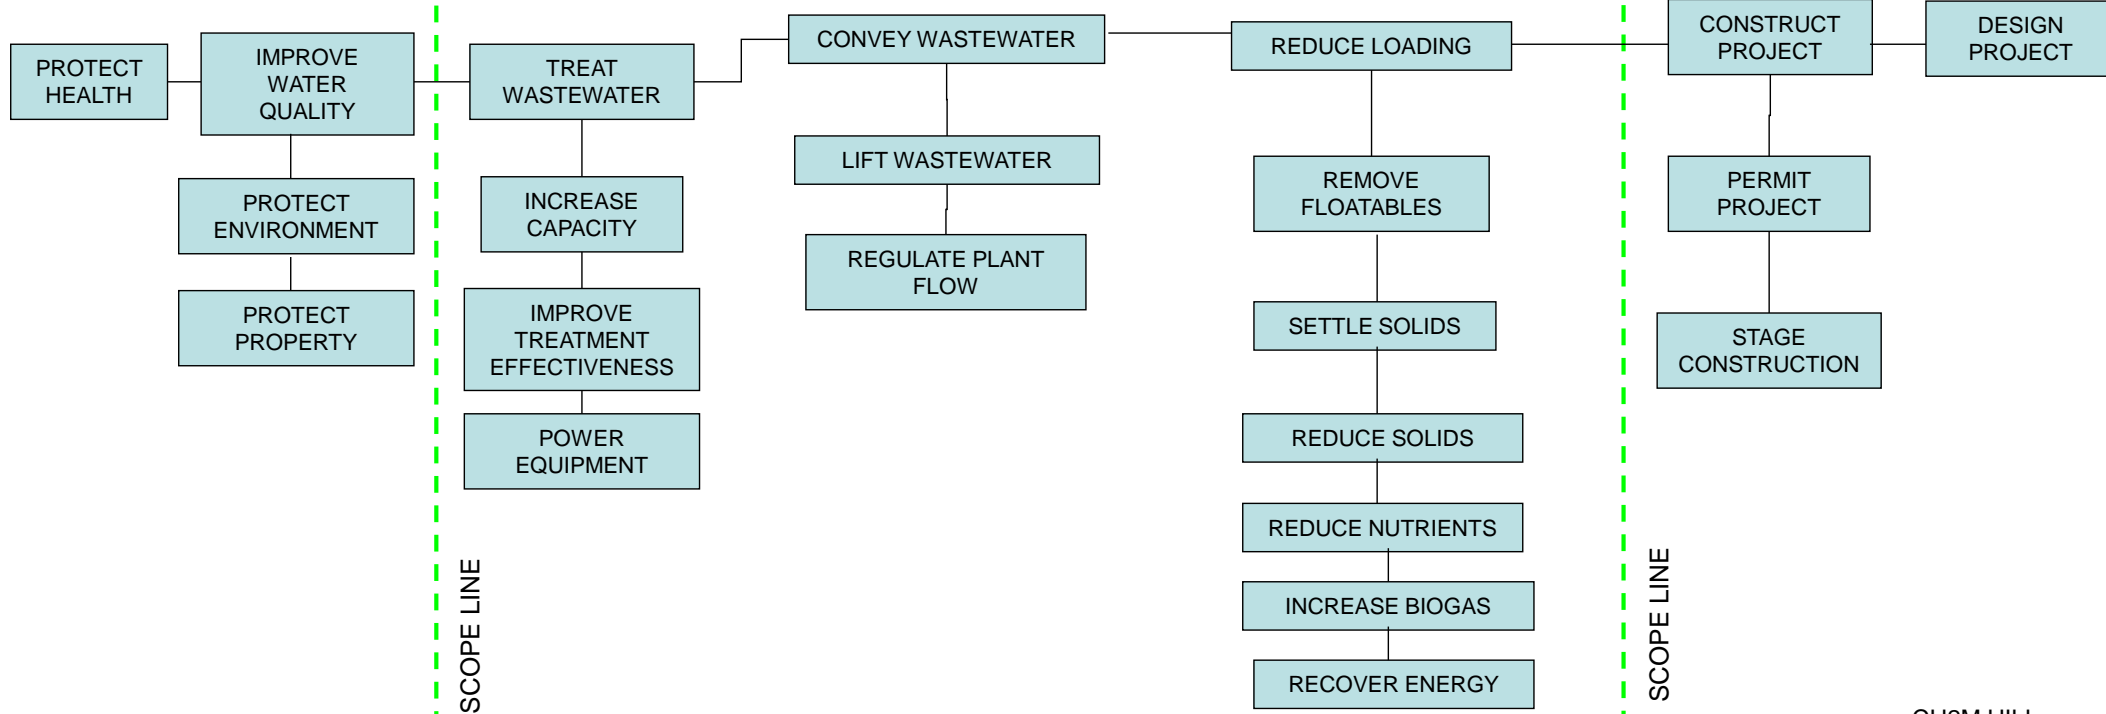 PROTECT
HEALTH
IMPROVE
WATER
QUALITY
PROTECT
ENVIRONMENT
PROTECT
PROPERTY
SCOPE LINE
TREAT
WASTEWATER
INCREASE
CAPACITY
IMPROVE
TREATMENT
EFFECTIVENESS
POWER
EQUIPMENT
CONVEY WASTEWATER
LIFT WASTEWATER
REGULATE PLANT
FLOW
REDUCE LOADING
REMOVE
FLOATABLES
SETTLE SOLIDS
REDUCE SOLIDS
REDUCE NUTRIENTS
INCREASE BIOGAS
RECOVER ENERGY
SCOPE LINE
CONSTRUCT
PROJECT
PERMIT
PROJECT
STAGE
CONSTRUCTION
DESIGN
PROJECT